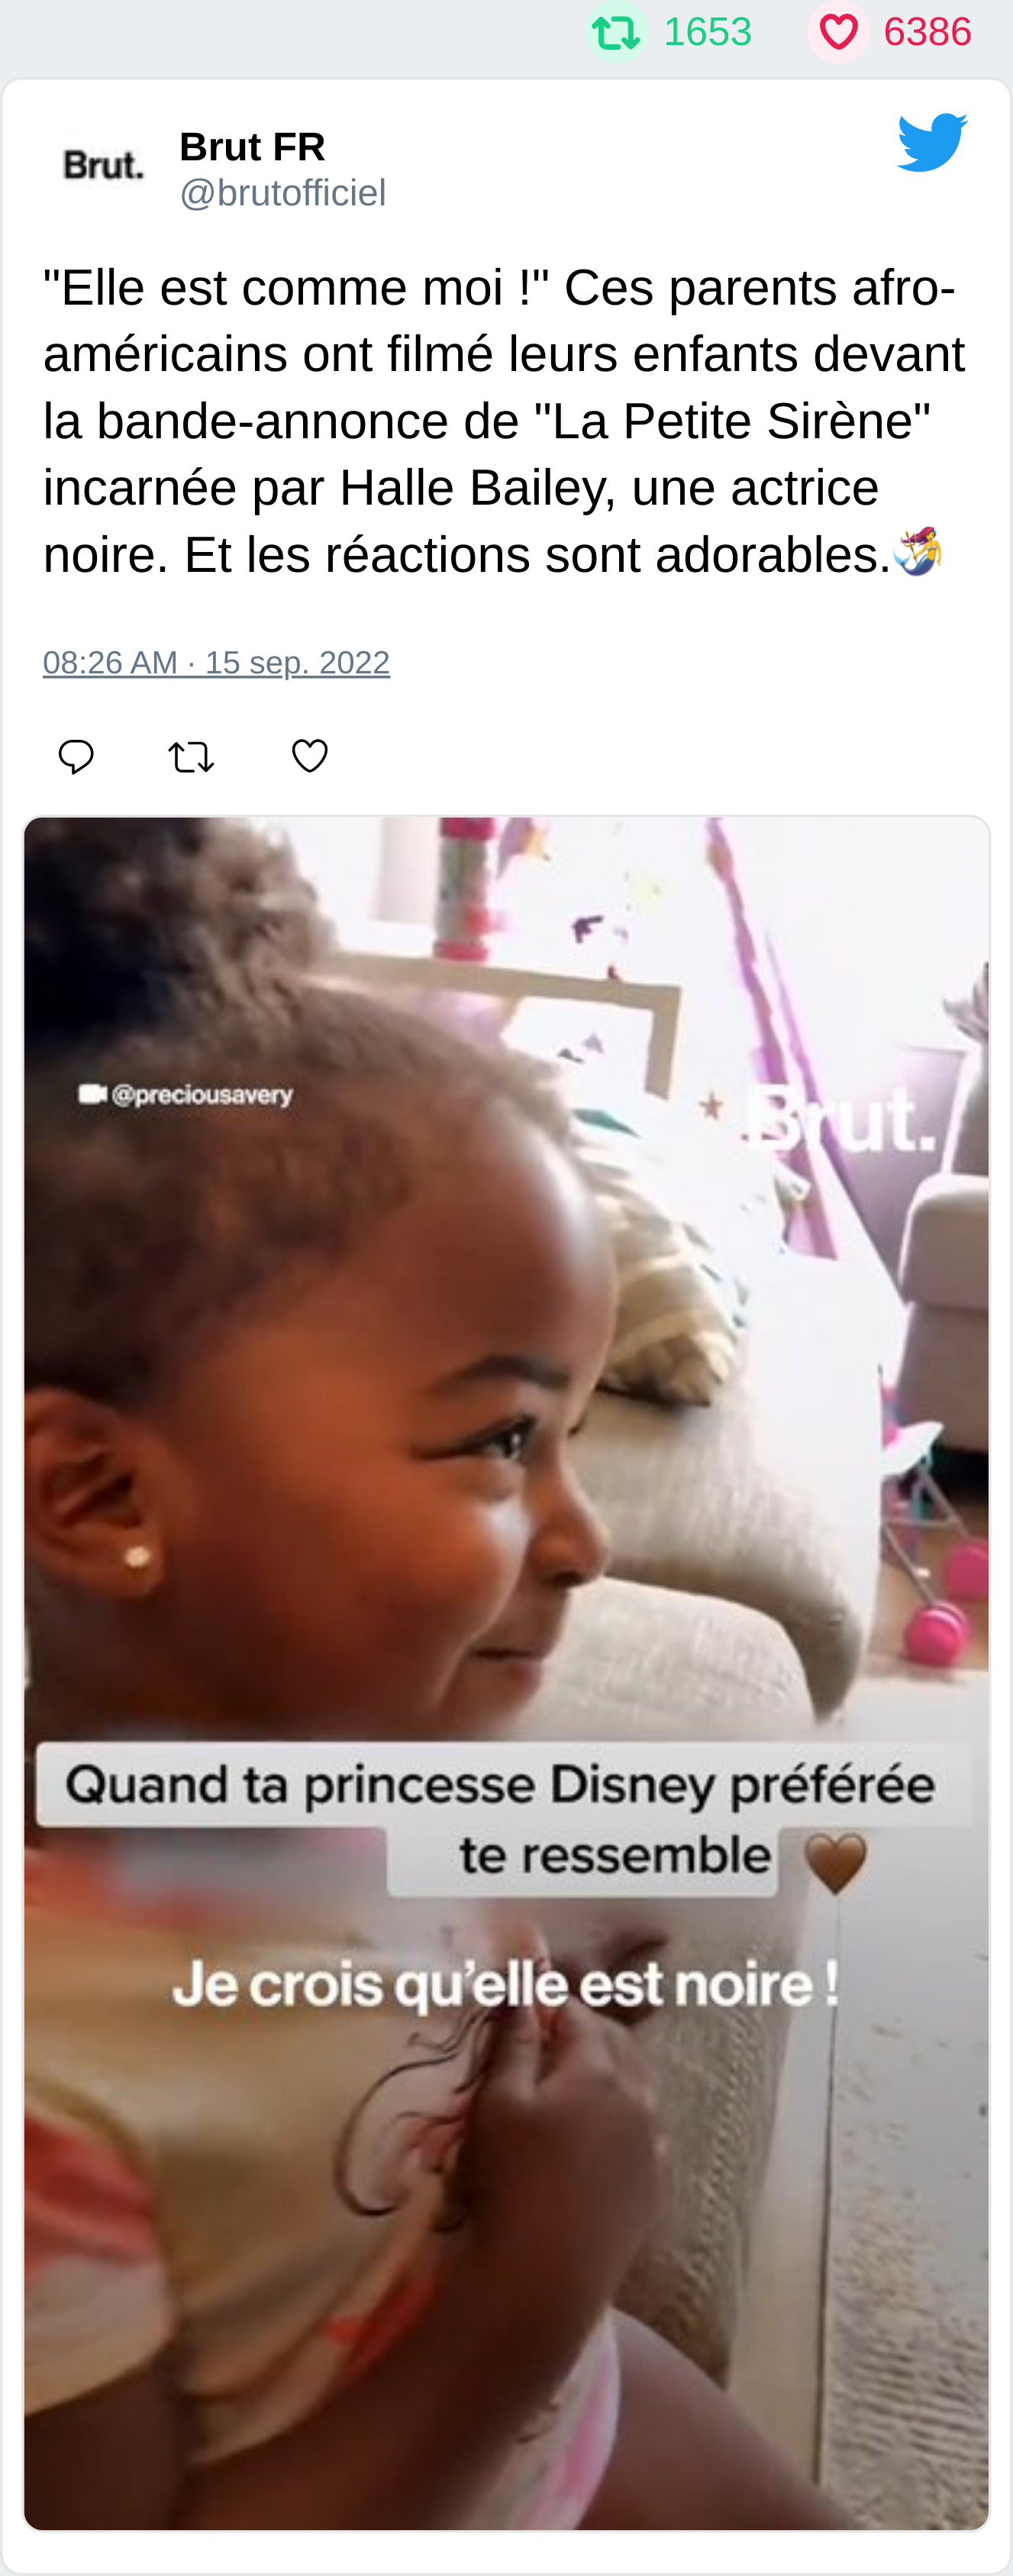 1653 6386
Brut.
Brut FR
@brutofficiel
"Elle est comme moi !" Ces parents afro-
américains ont filmé leurs enfants devant
la bande-annonce de "La Petite Sirène"
incarnée par Halle Bailey, une actrice
noire. Et les réactions sont adorables.🧜‍♀️
08:26 AM · 15 sep. 2022
@preciousavery
Brut.
Quand ta princesse Disney préférée
te ressemble 🤎
Je crois qu’elle est noire !